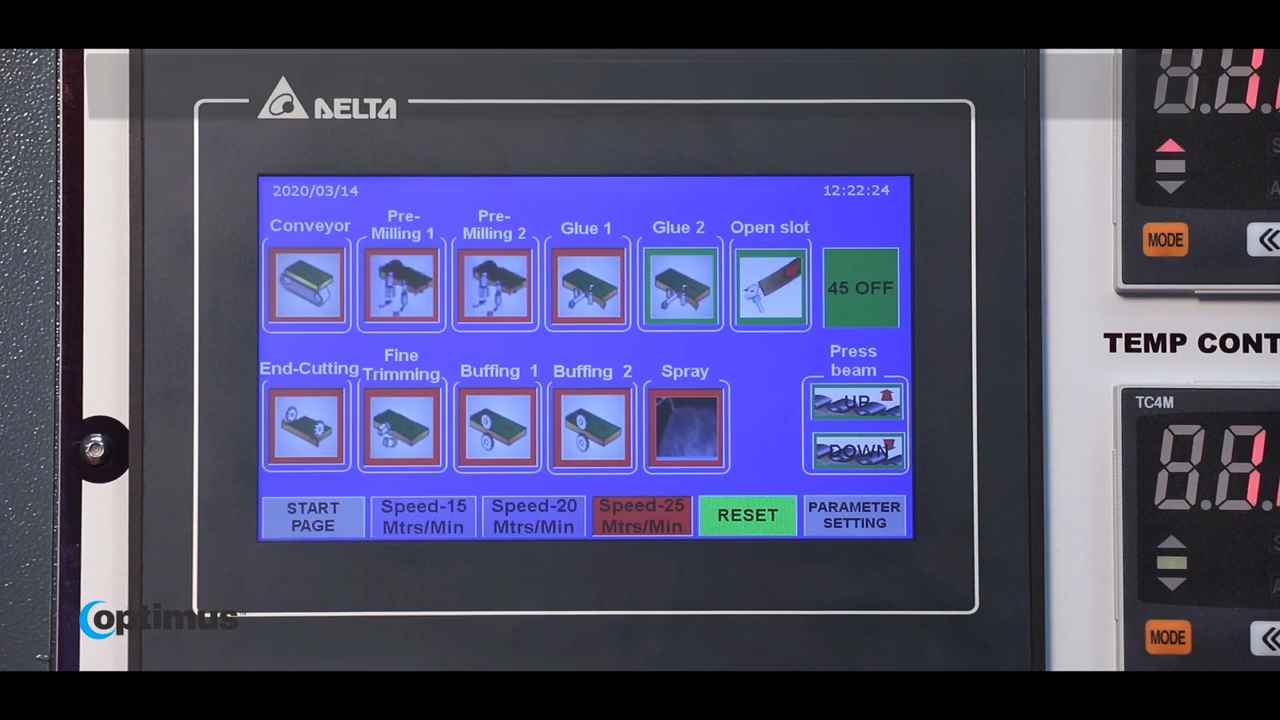 DELTA
2020/03/14
12:22:24
Conveyor
Pre-
Milling 1
Pre-
Milling 2
Glue 1
Glue 2
Open slot
45 OFF
End-Cutting
Fine
Trimming
Buffing 1
Buffing 2
Spray
Press
beam
UP
DOWN
START
PAGE
Speed-15
Mtrs/Min
Speed-20
Mtrs/Min
Speed-25
Mtrs/Min
RESET
PARAMETER
SETTING
MODE
TEMP CONT
TC4M
MODE
optimus